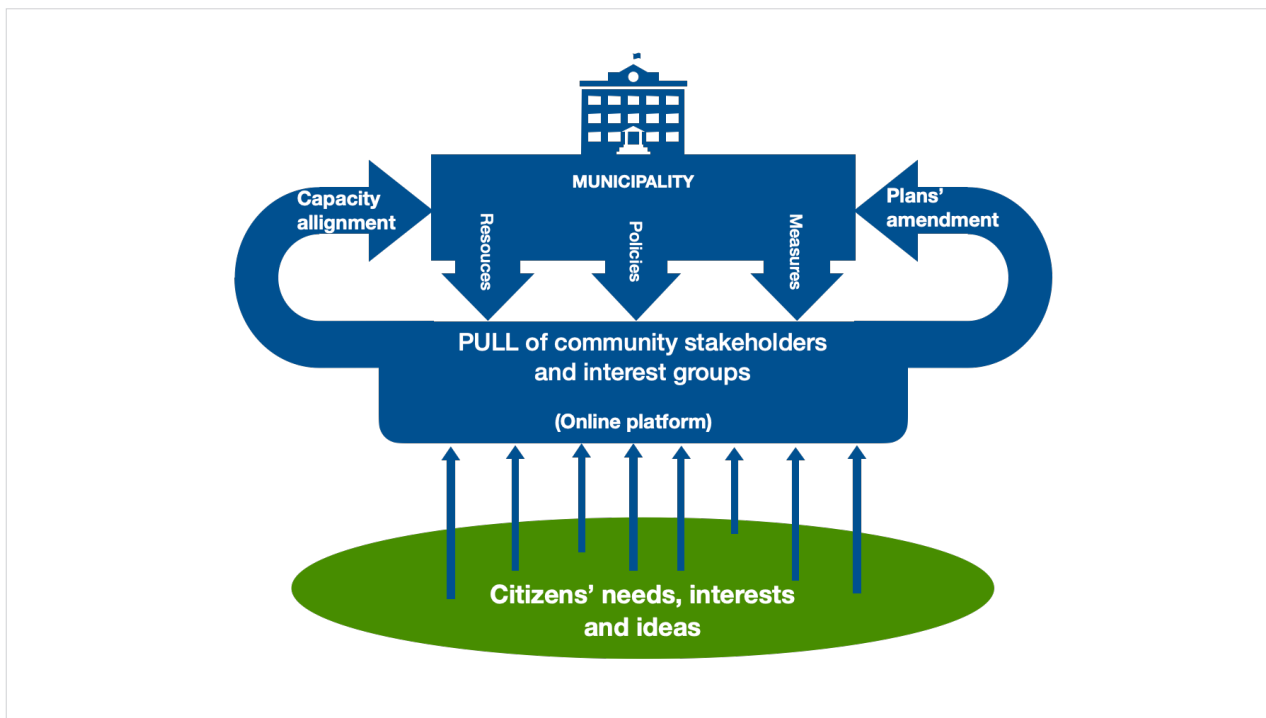 MUNICIPALITY
Capacity
allignment
Plans’
amendment
Resouces
Policies
Measures
PULL of community stakeholders
and interest groups
(Online platform)
Citizens’ needs, interests
and ideas